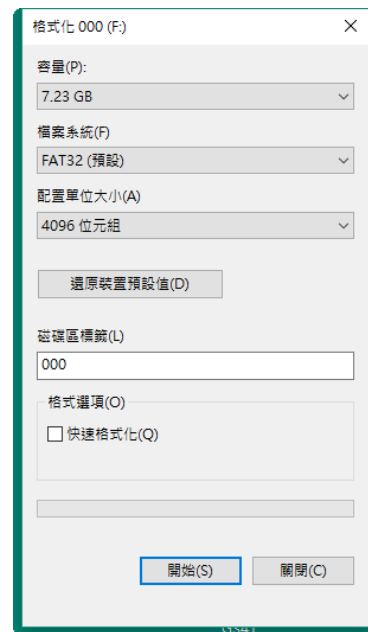 格式化 000 (F:)
容量(P):
7.23 GB
檔案系統(F)
FAT32 (預設)
配置單位大小(A)
4096 位元組
還原裝置預設值(D)
磁碟區標籤(L)
000
格式選項(O)
快速格式化(Q)
開始(S)
關閉(C)